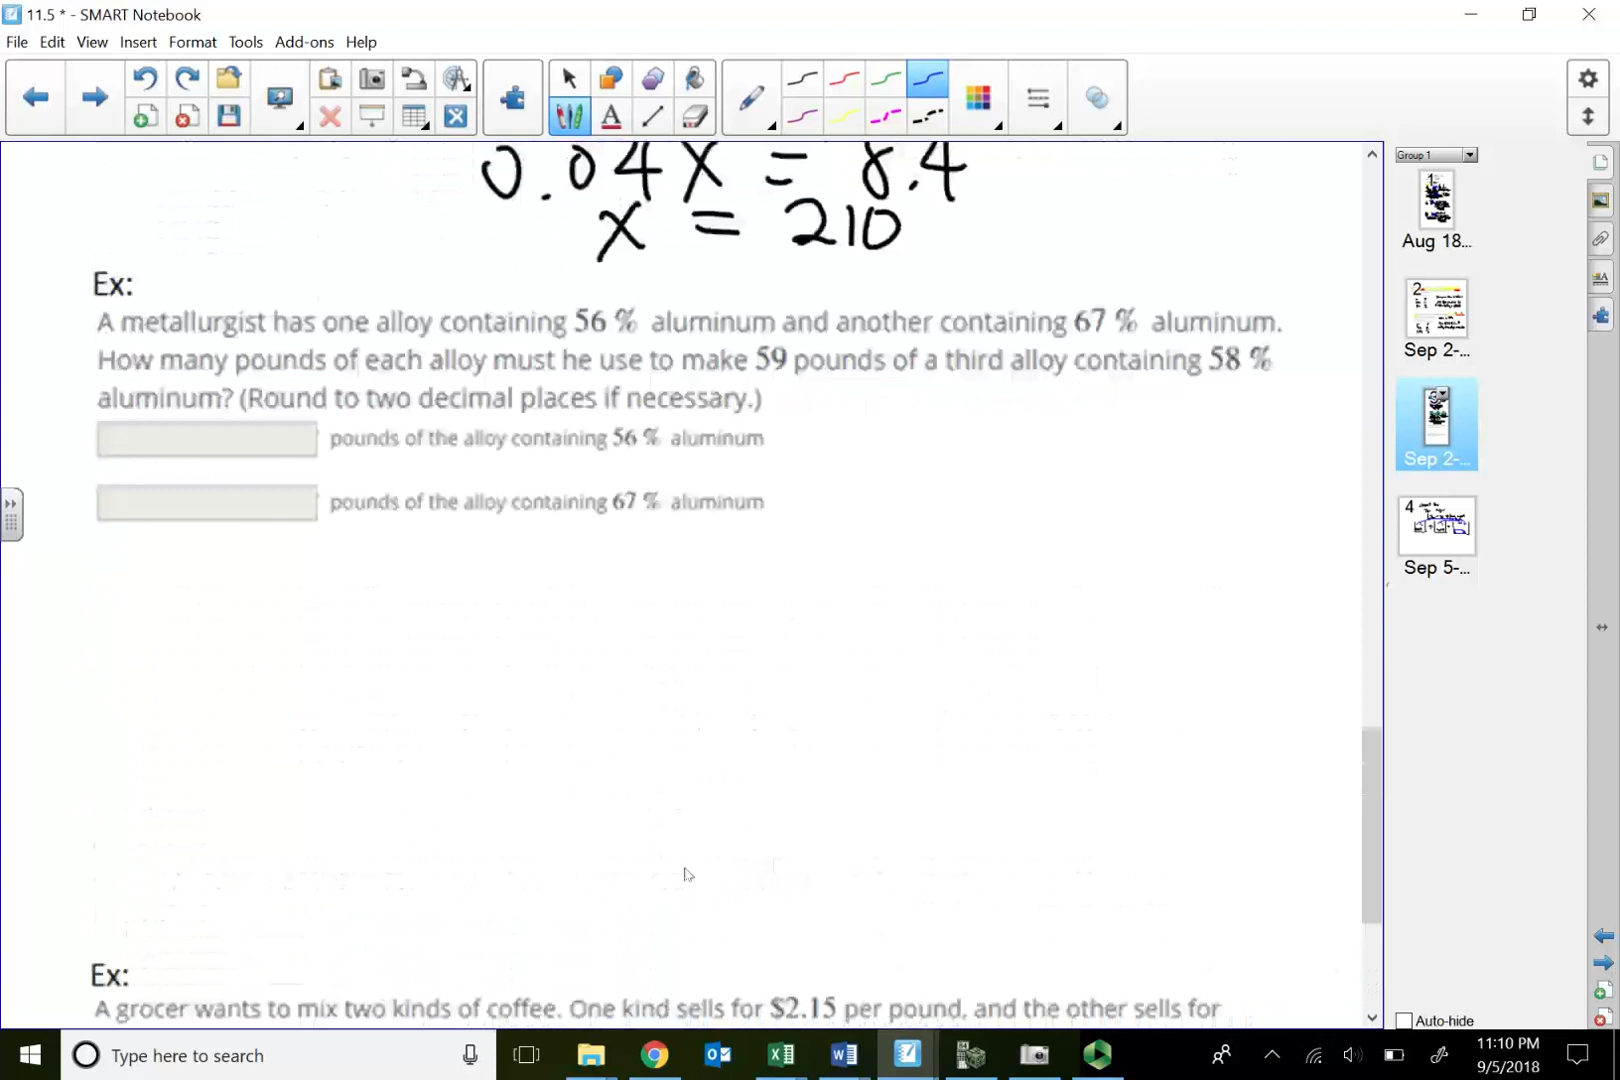 11.5 * - SMART Notebook
File Edit View Insert Format Tools Add-ons Help
0.04x = 8.4
x = 210
Ex:
A metallurgist has one alloy containing 56 % aluminum and another containing 67 % aluminum.
How many pounds of each alloy must he use to make 59 pounds of a third alloy containing 58 %
aluminum? (Round to two decimal places if necessary.)
pounds of the alloy containing 56 % aluminum
pounds of the alloy containing 67 % aluminum
Ex:
A grocer wants to mix two kinds of coffee. One kind sells for $2.15 per pound, and the other sells for
Group 1
1
Aug 18...
2
Sep 2-...
3
Sep 2-...
4
Sep 5-...
Auto-hide
Type here to search
11:10 PM
9/5/2018